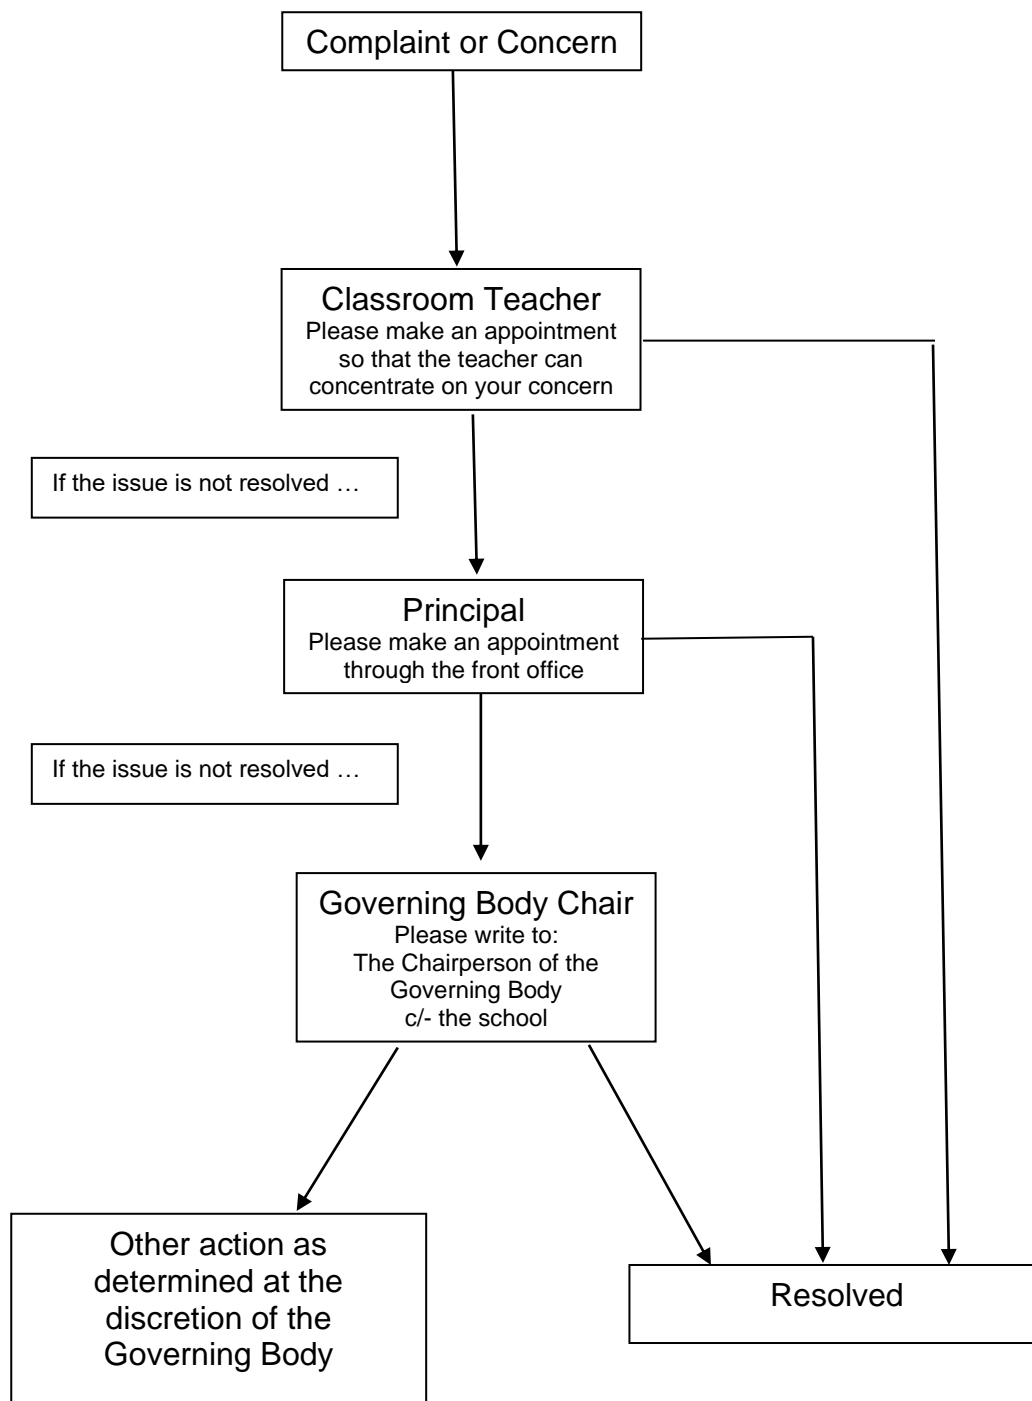 Complaint or Concern
Classroom Teacher
Please make an appointment
so that the teacher can
concentrate on your concern
If the issue is not resolved …
Principal
Please make an appointment
through the front office
If the issue is not resolved …
Governing Body Chair
Please write to:
The Chairperson of the
Governing Body
c/- the school
Other action as
determined at the
discretion of the
Governing Body
Resolved